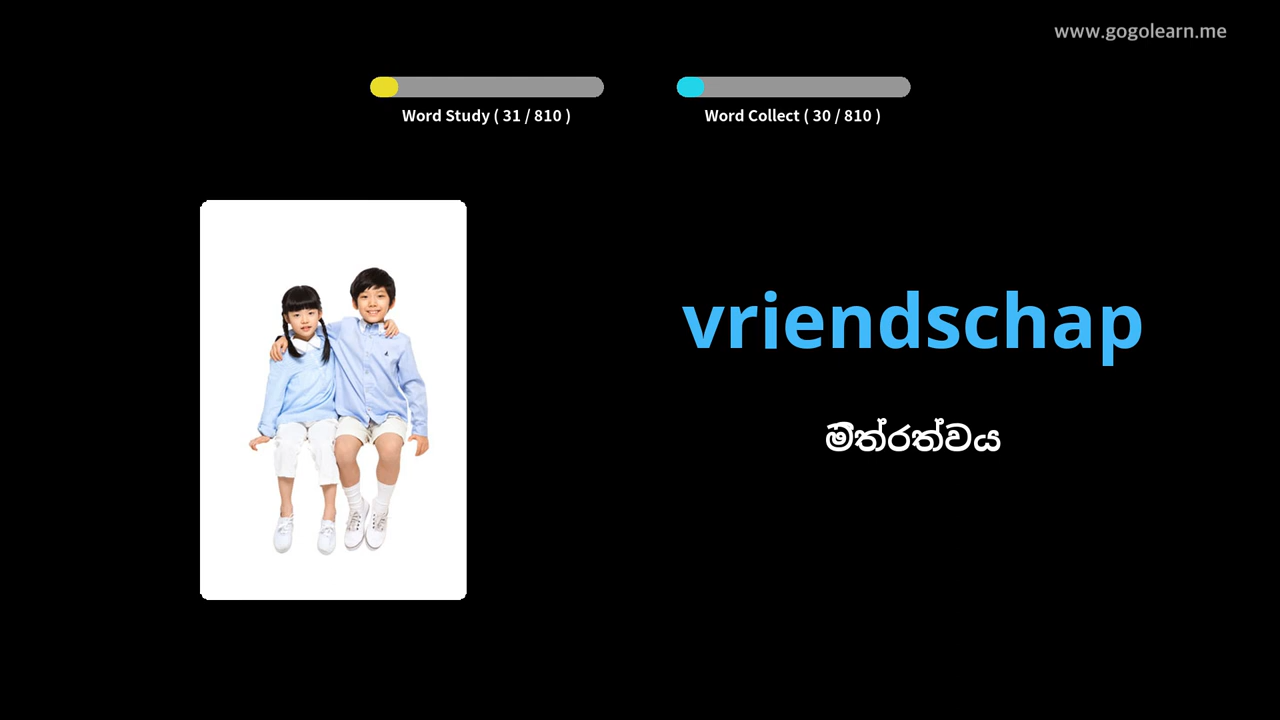 www.gogolearn.me
Word Study ( 31 / 810 )
Word Collect ( 30 / 810 )
vriendschap
මිත්රත්වය